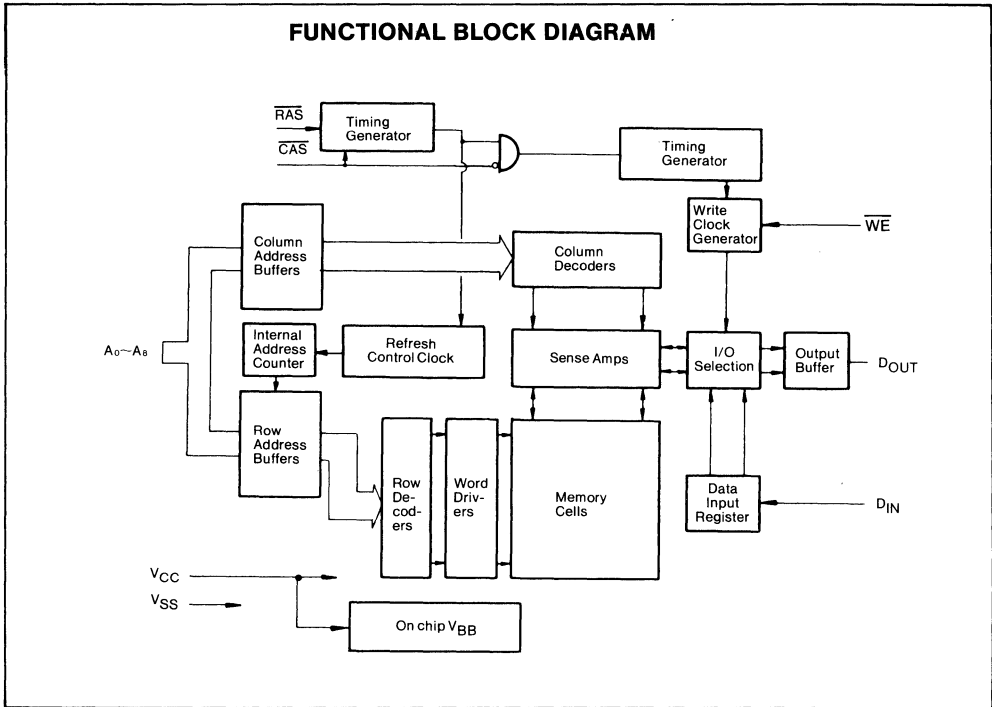 FUNCTIONAL BLOCK DIAGRAM
RAS
CAS
Timing
Generator
Timing
Generator
Write
Clock
Generator
WE
Column
Address
Buffers
Column
Decoders
A0~A8
Internal
Address
Counter
Refresh
Control Clock
Sense Amps
I/O
Selection
Output
Buffer
DOUT
Row
Address
Buffers
Row
De-
cod-
ers
Word
Driv-
ers
Memory
Cells
Data
Input
Register
DIN
VCC
VSS
On chip VBB